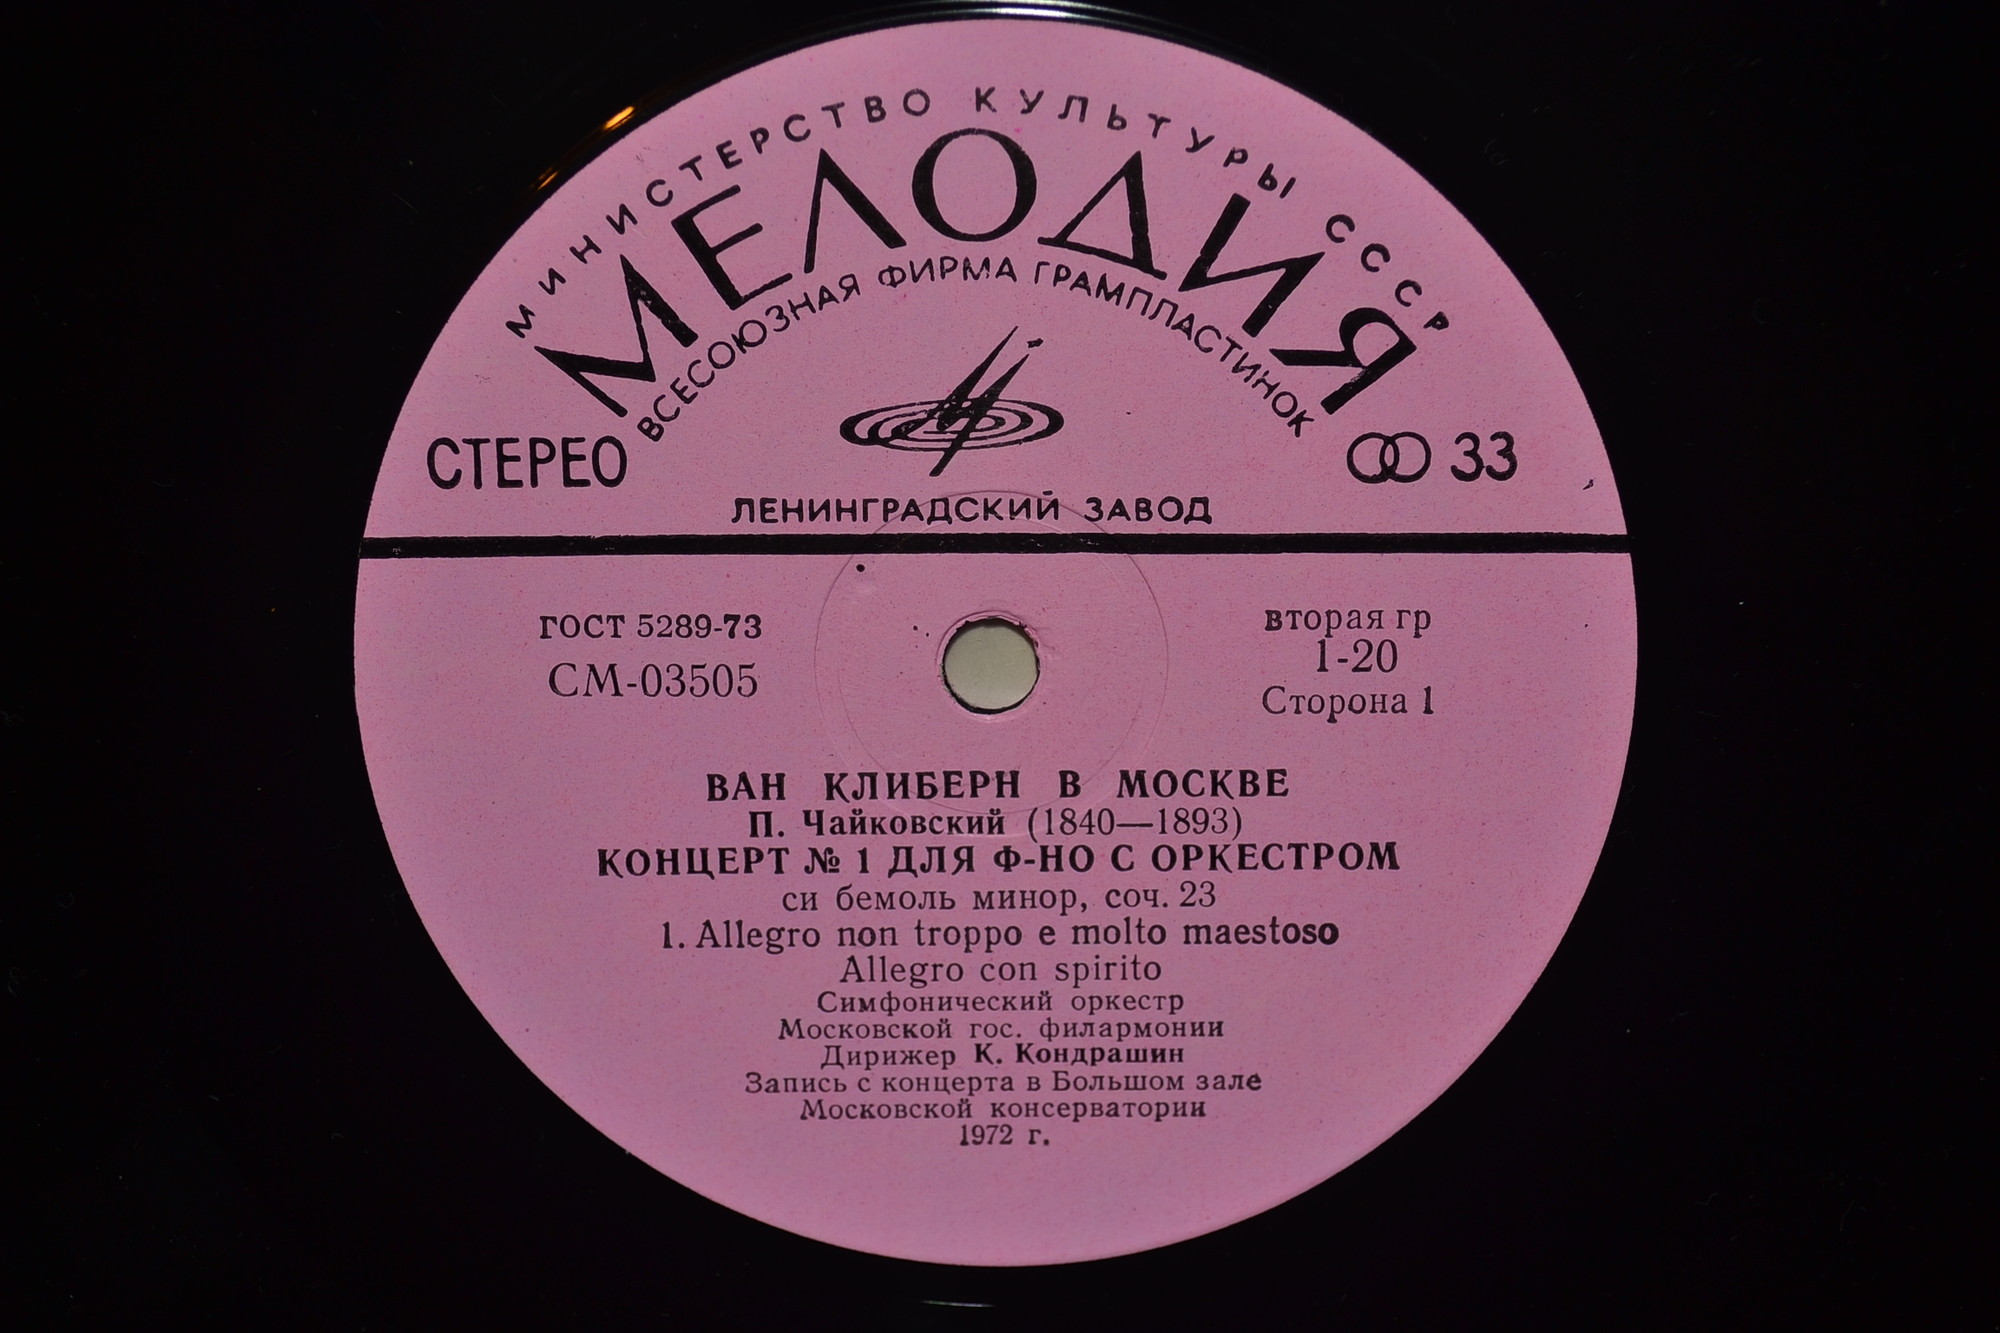 МИНИСТЕРСТВО КУЛЬТУРЫ СССР
МЕЛОДИЯ
ВСЕСОЮЗНАЯ ФИРМА ГРАМПЛАСТИНОК
СТЕРЕО
33
ЛЕНИНГРАДСКИЙ ЗАВОД
ГОСТ 5289-73
СМ-03505
вторая гр
1-20
Сторона 1
ВАН КЛИБЕРН В МОСКВЕ
П. Чайковский (1840—1893)
КОНЦЕРТ № 1 ДЛЯ Ф-НО С ОРКЕСТРОМ
си бемоль минор, соч. 23
1. Allegro non troppo e molto maestoso
Allegro con spirito
Симфонический оркестр
Московской гос. филармонии
Дирижер К. Кондрашин
Запись с концерта в Большом зале
Московской консерватории
1972 г.